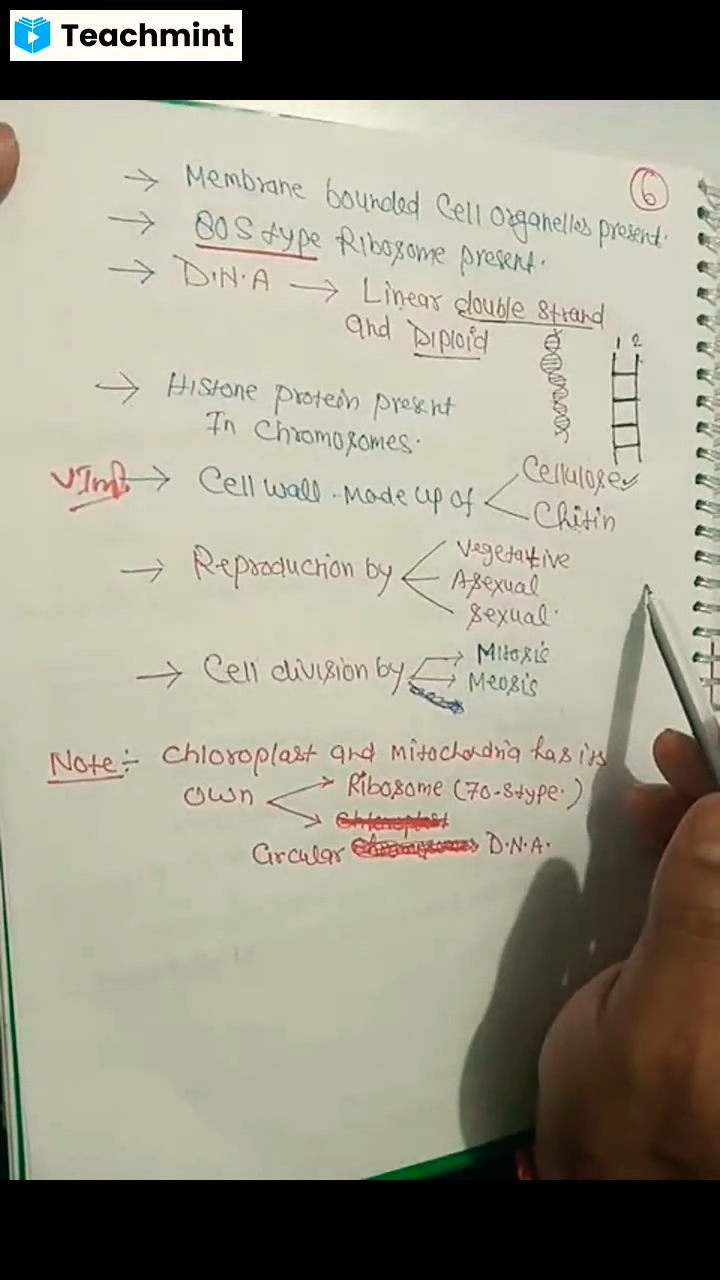 Teachmint
6
→ Membrane bounded Cell organelles present.
→ 80S type Ribosome present.
→ D.N.A → Linear double strand
and Diploid
1 2
→ Histone protein present
In Chromosomes.
V Imp → Cell wall - Made up of Cellulose
Chitin
→ Reproduction by Vegetative
Asexual
Sexual.
→ Cell division by → Mitosis
→ Meosis
Note:- Chloroplast and Mitochondria has its
own → Ribosome (70-Stype.)
→ Circular D.N.A.